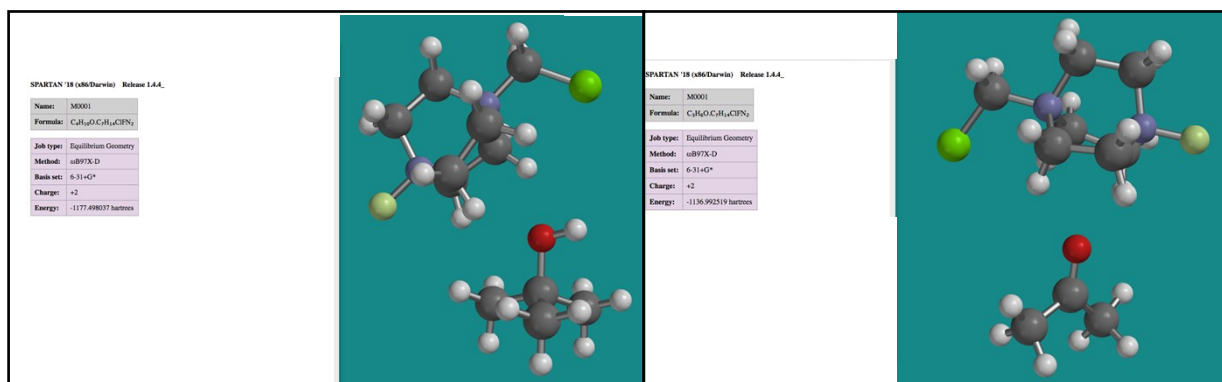 SPARTAN '18 (x86/Darwin) Release 1.4.4_
Name: M0001
Formula: C₄H₁₀O.C₇H₁₄ClFN₂
Job type: Equilibrium Geometry
Method: ωB97X-D
Basis set: 6-31+G*
Charge: +2
Energy: -1177.498037 hartrees
SPARTAN '18 (x86/Darwin) Release 1.4.4_
Name: M0001
Formula: C₃H₆O.C₇H₁₄ClFN₂
Job type: Equilibrium Geometry
Method: ωB97X-D
Basis set: 6-31+G*
Charge: +2
Energy: -1136.992519 hartrees